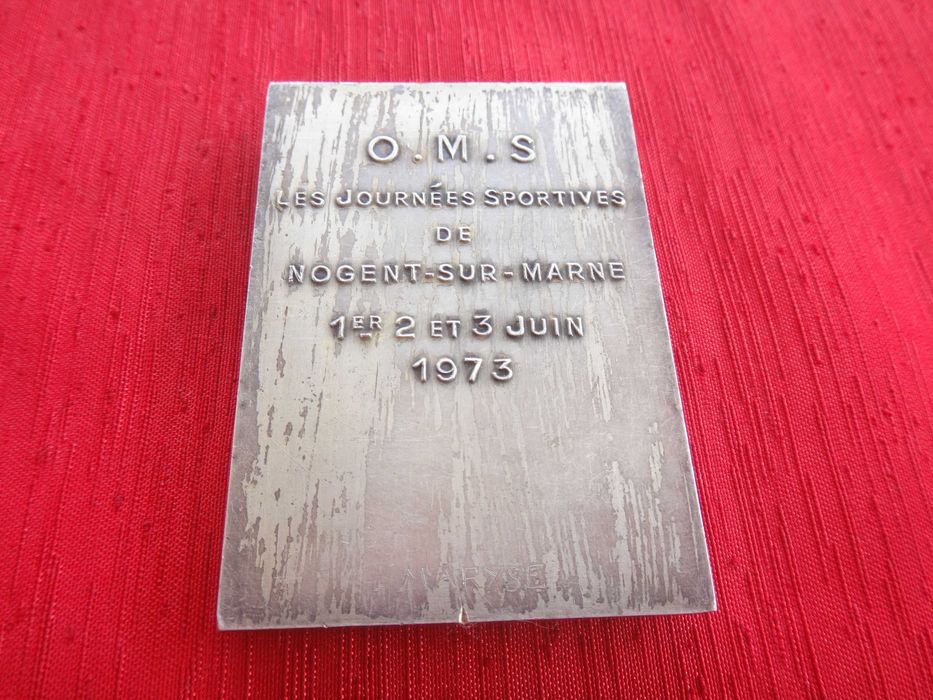 O.M.S
LES JOURNÉES SPORTIVES
DE
NOGENT-SUR-MARNE
1ER 2 ET 3 JUIN
1973
MARYSE